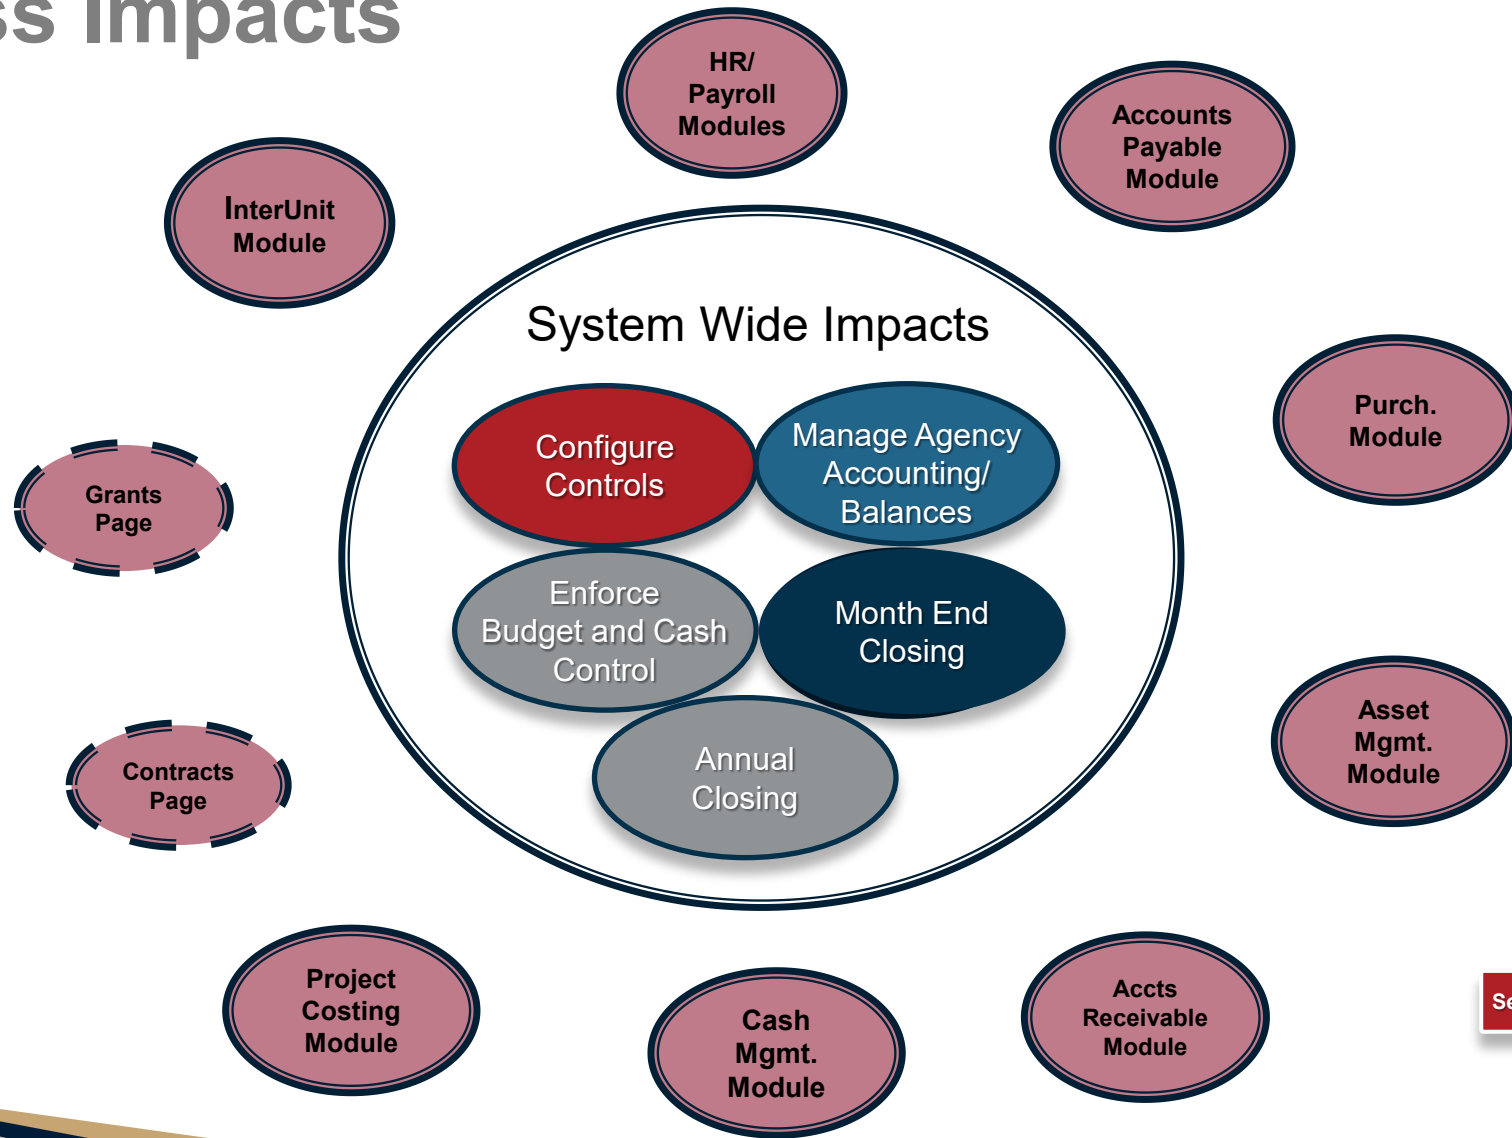 Impacts
HR/
Payroll
Modules
Accounts
Payable
Module
InterUnit
Module
System Wide Impacts
Purch.
Module
Configure
Controls
Manage Agency
Accounting/
Balances
Grants
Page
Enforce
Budget and Cash
Control
Month End
Closing
Asset
Mgmt.
Module
Contracts
Page
Annual
Closing
Project
Costing
Module
Cash
Mgmt.
Module
Accts
Receivable
Module